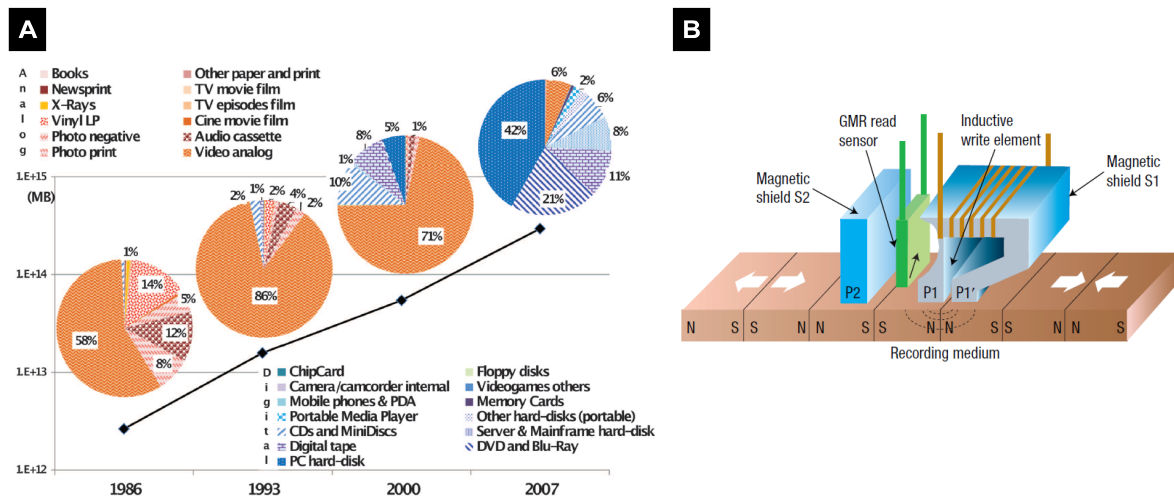 A
A Books
n Newsprint
a X-Rays
l Vinyl LP
o Photo negative
g Photo print
Other paper and print
TV movie film
TV episodes film
Cine movie film
Audio cassette
Video analog
1.E+15
(MB)
1.E+14
1.E+13
1.E+12
1%
14%
5%
12%
8%
58%
2%
1%
2%
4%
2%
86%
1%
8%
5%
1%
10%
71%
6%
2%
6%
8%
11%
21%
42%
D ChipCard
i Camera/camcorder internal
g Mobile phones & PDA
i Portable Media Player
t CDs and MiniDiscs
a Digital tape
l PC hard-disk
Floppy disks
Videogames others
Memory Cards
Other hard-disks (portable)
Server & Mainframe hard-disk
DVD and Blu-Ray
1986 1993 2000 2007
B
GMR read
sensor
Inductive
write element
Magnetic
shield S2
Magnetic
shield S1
P2 P1 P1′
N S S N N S S N N S S N N S
Recording medium